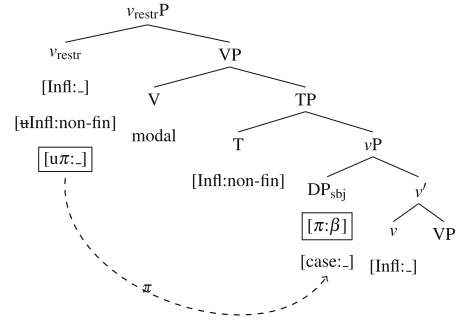 v_restrP
v_restr VP
[Infl:_] V TP
[uInfl:non-fin] modal T vP
[uπ:_] [Infl:non-fin] DP_sbj v′
[π:β] v VP
[case:_] [Infl:_]
π